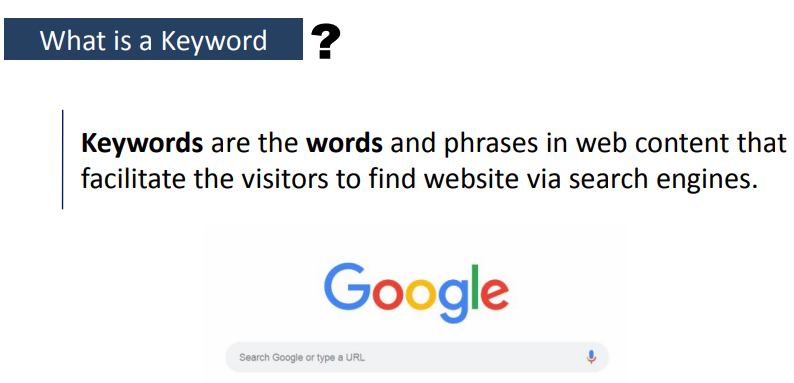 What is a Keyword ?
Keywords are the words and phrases in web content that
facilitate the visitors to find website via search engines.
Google
Search Google or type a URL